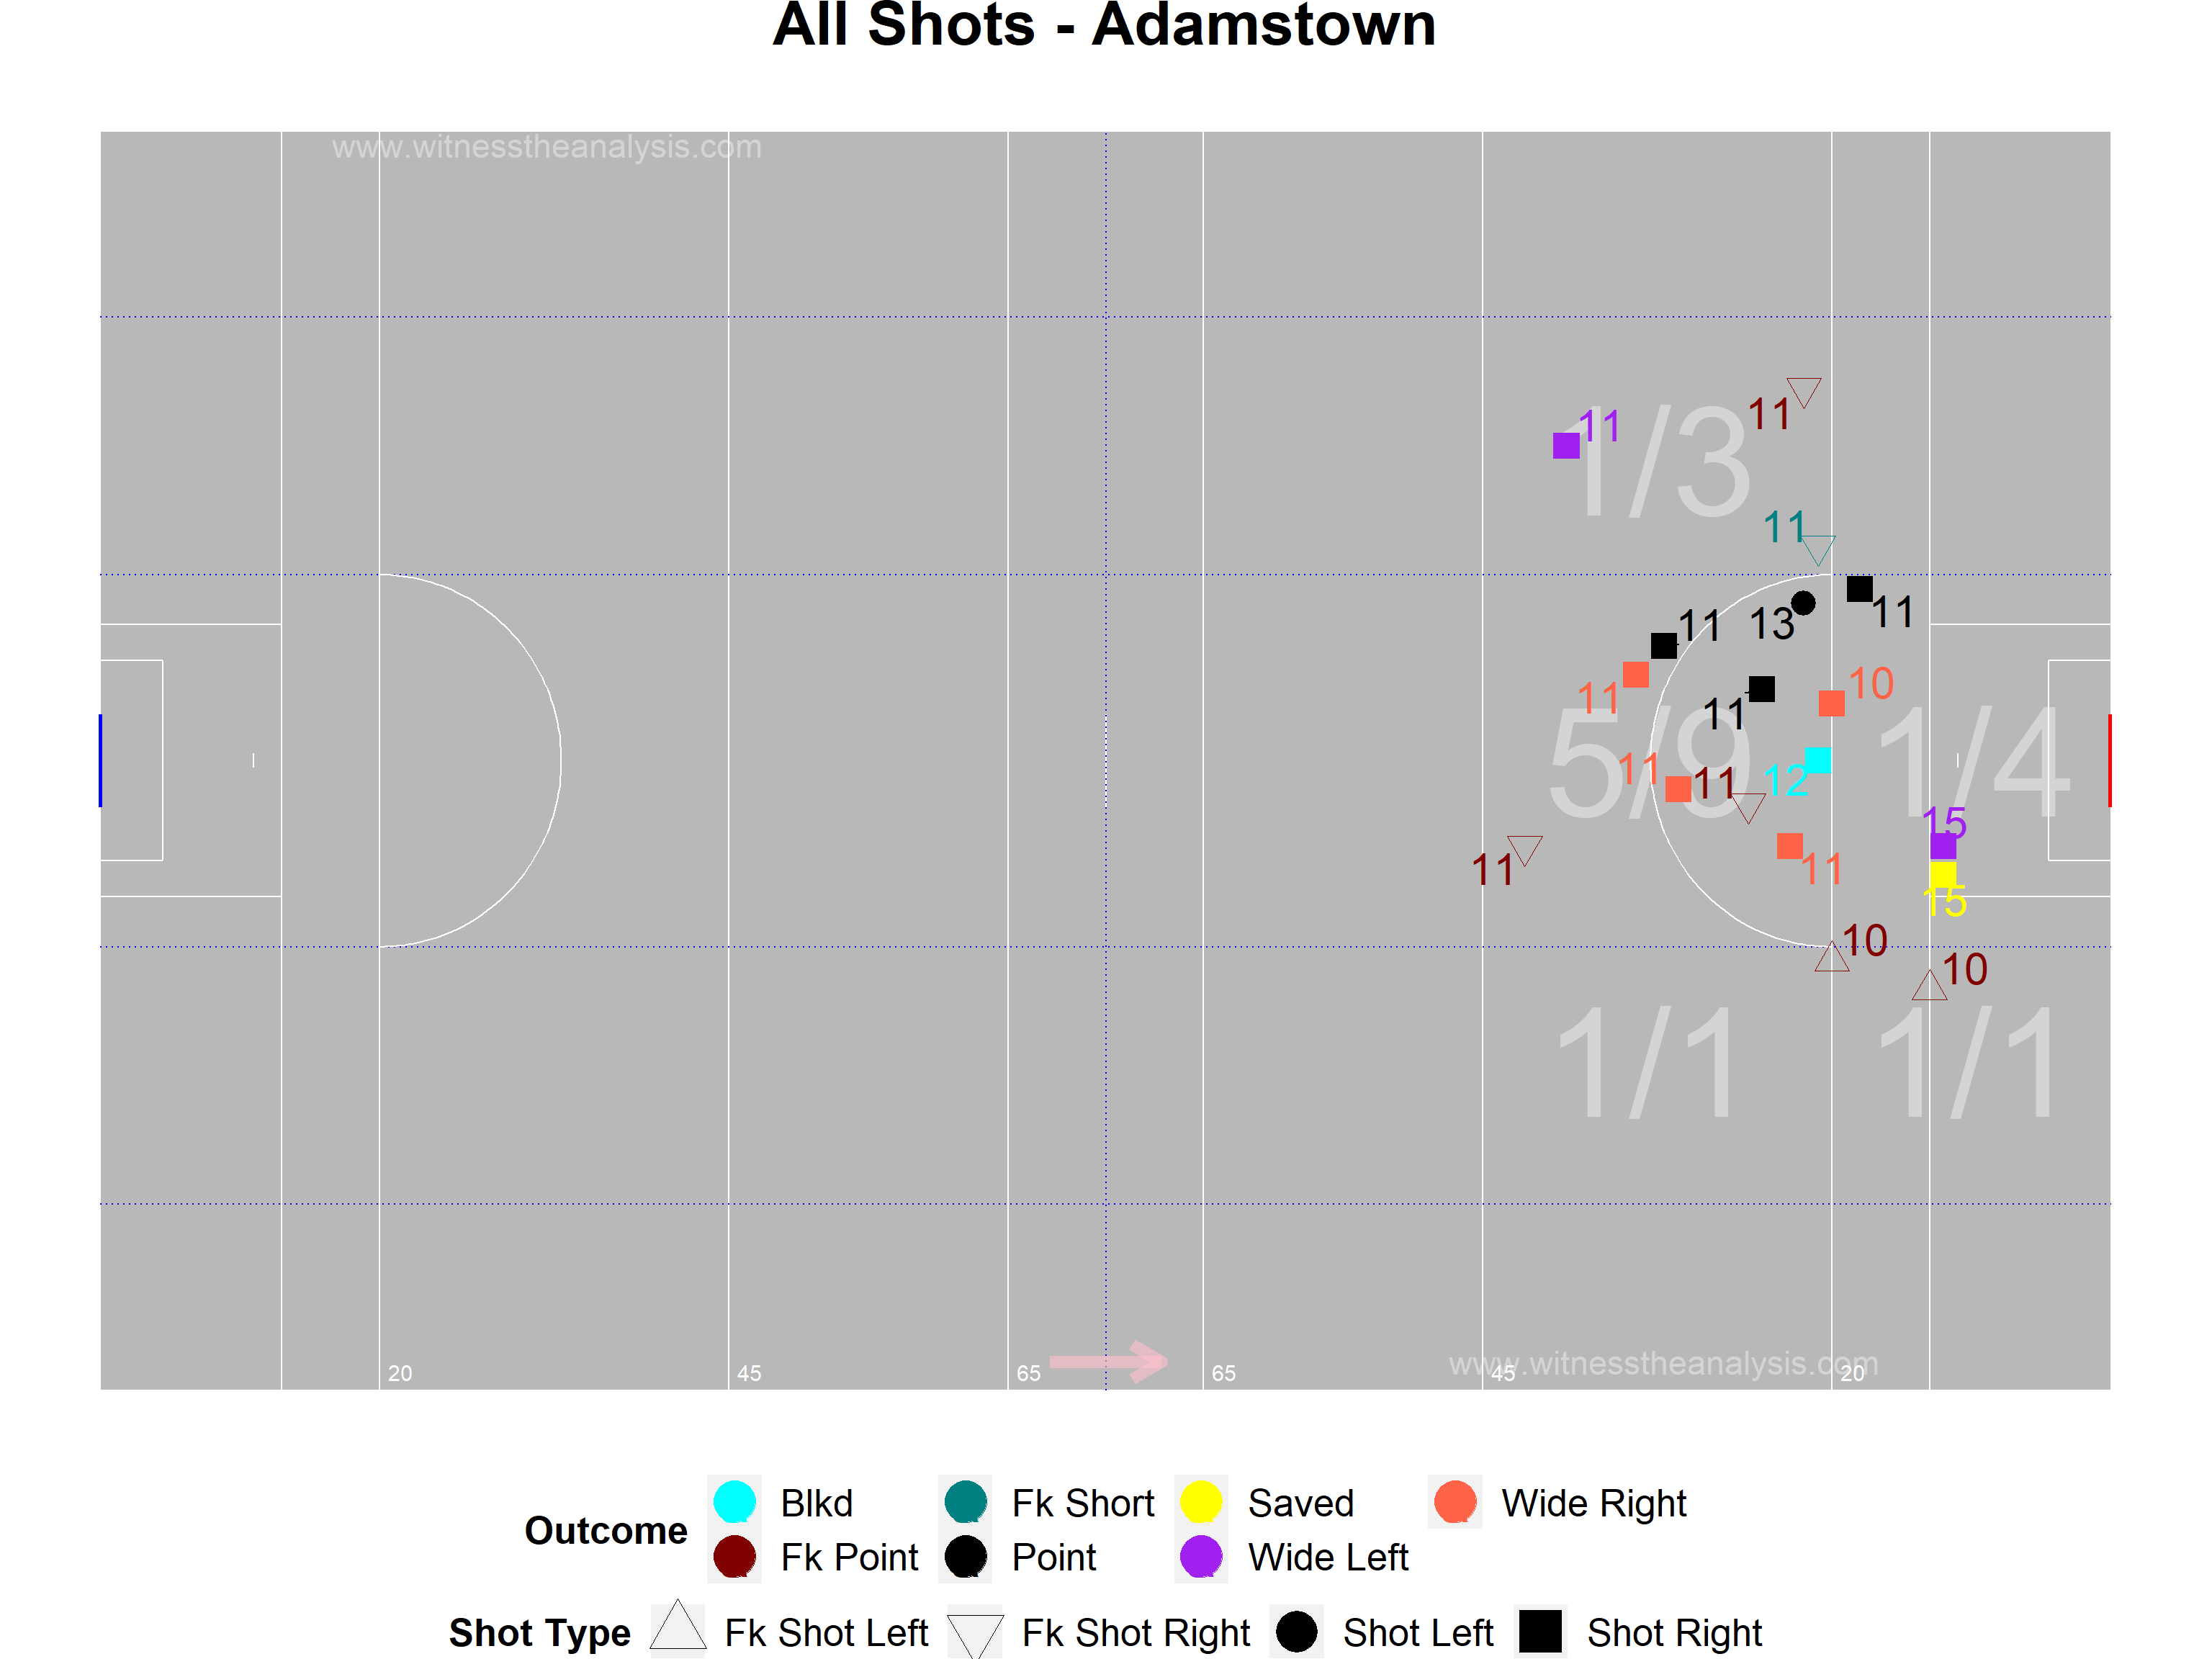 All Shots - Adamstown
www.witnesstheanalysis.com
11
11
1/3
11
11
13
11
11
10
11
11
5/9
1/4
11
11
12
15
11
11
15
10
10
1/1
1/1
www.witnesstheanalysis.com
20
45
65
65
45
20
Outcome
Blkd
Fk Short
Saved
Wide Right
Fk Point
Point
Wide Left
Shot Type
Fk Shot Left
Fk Shot Right
Shot Left
Shot Right